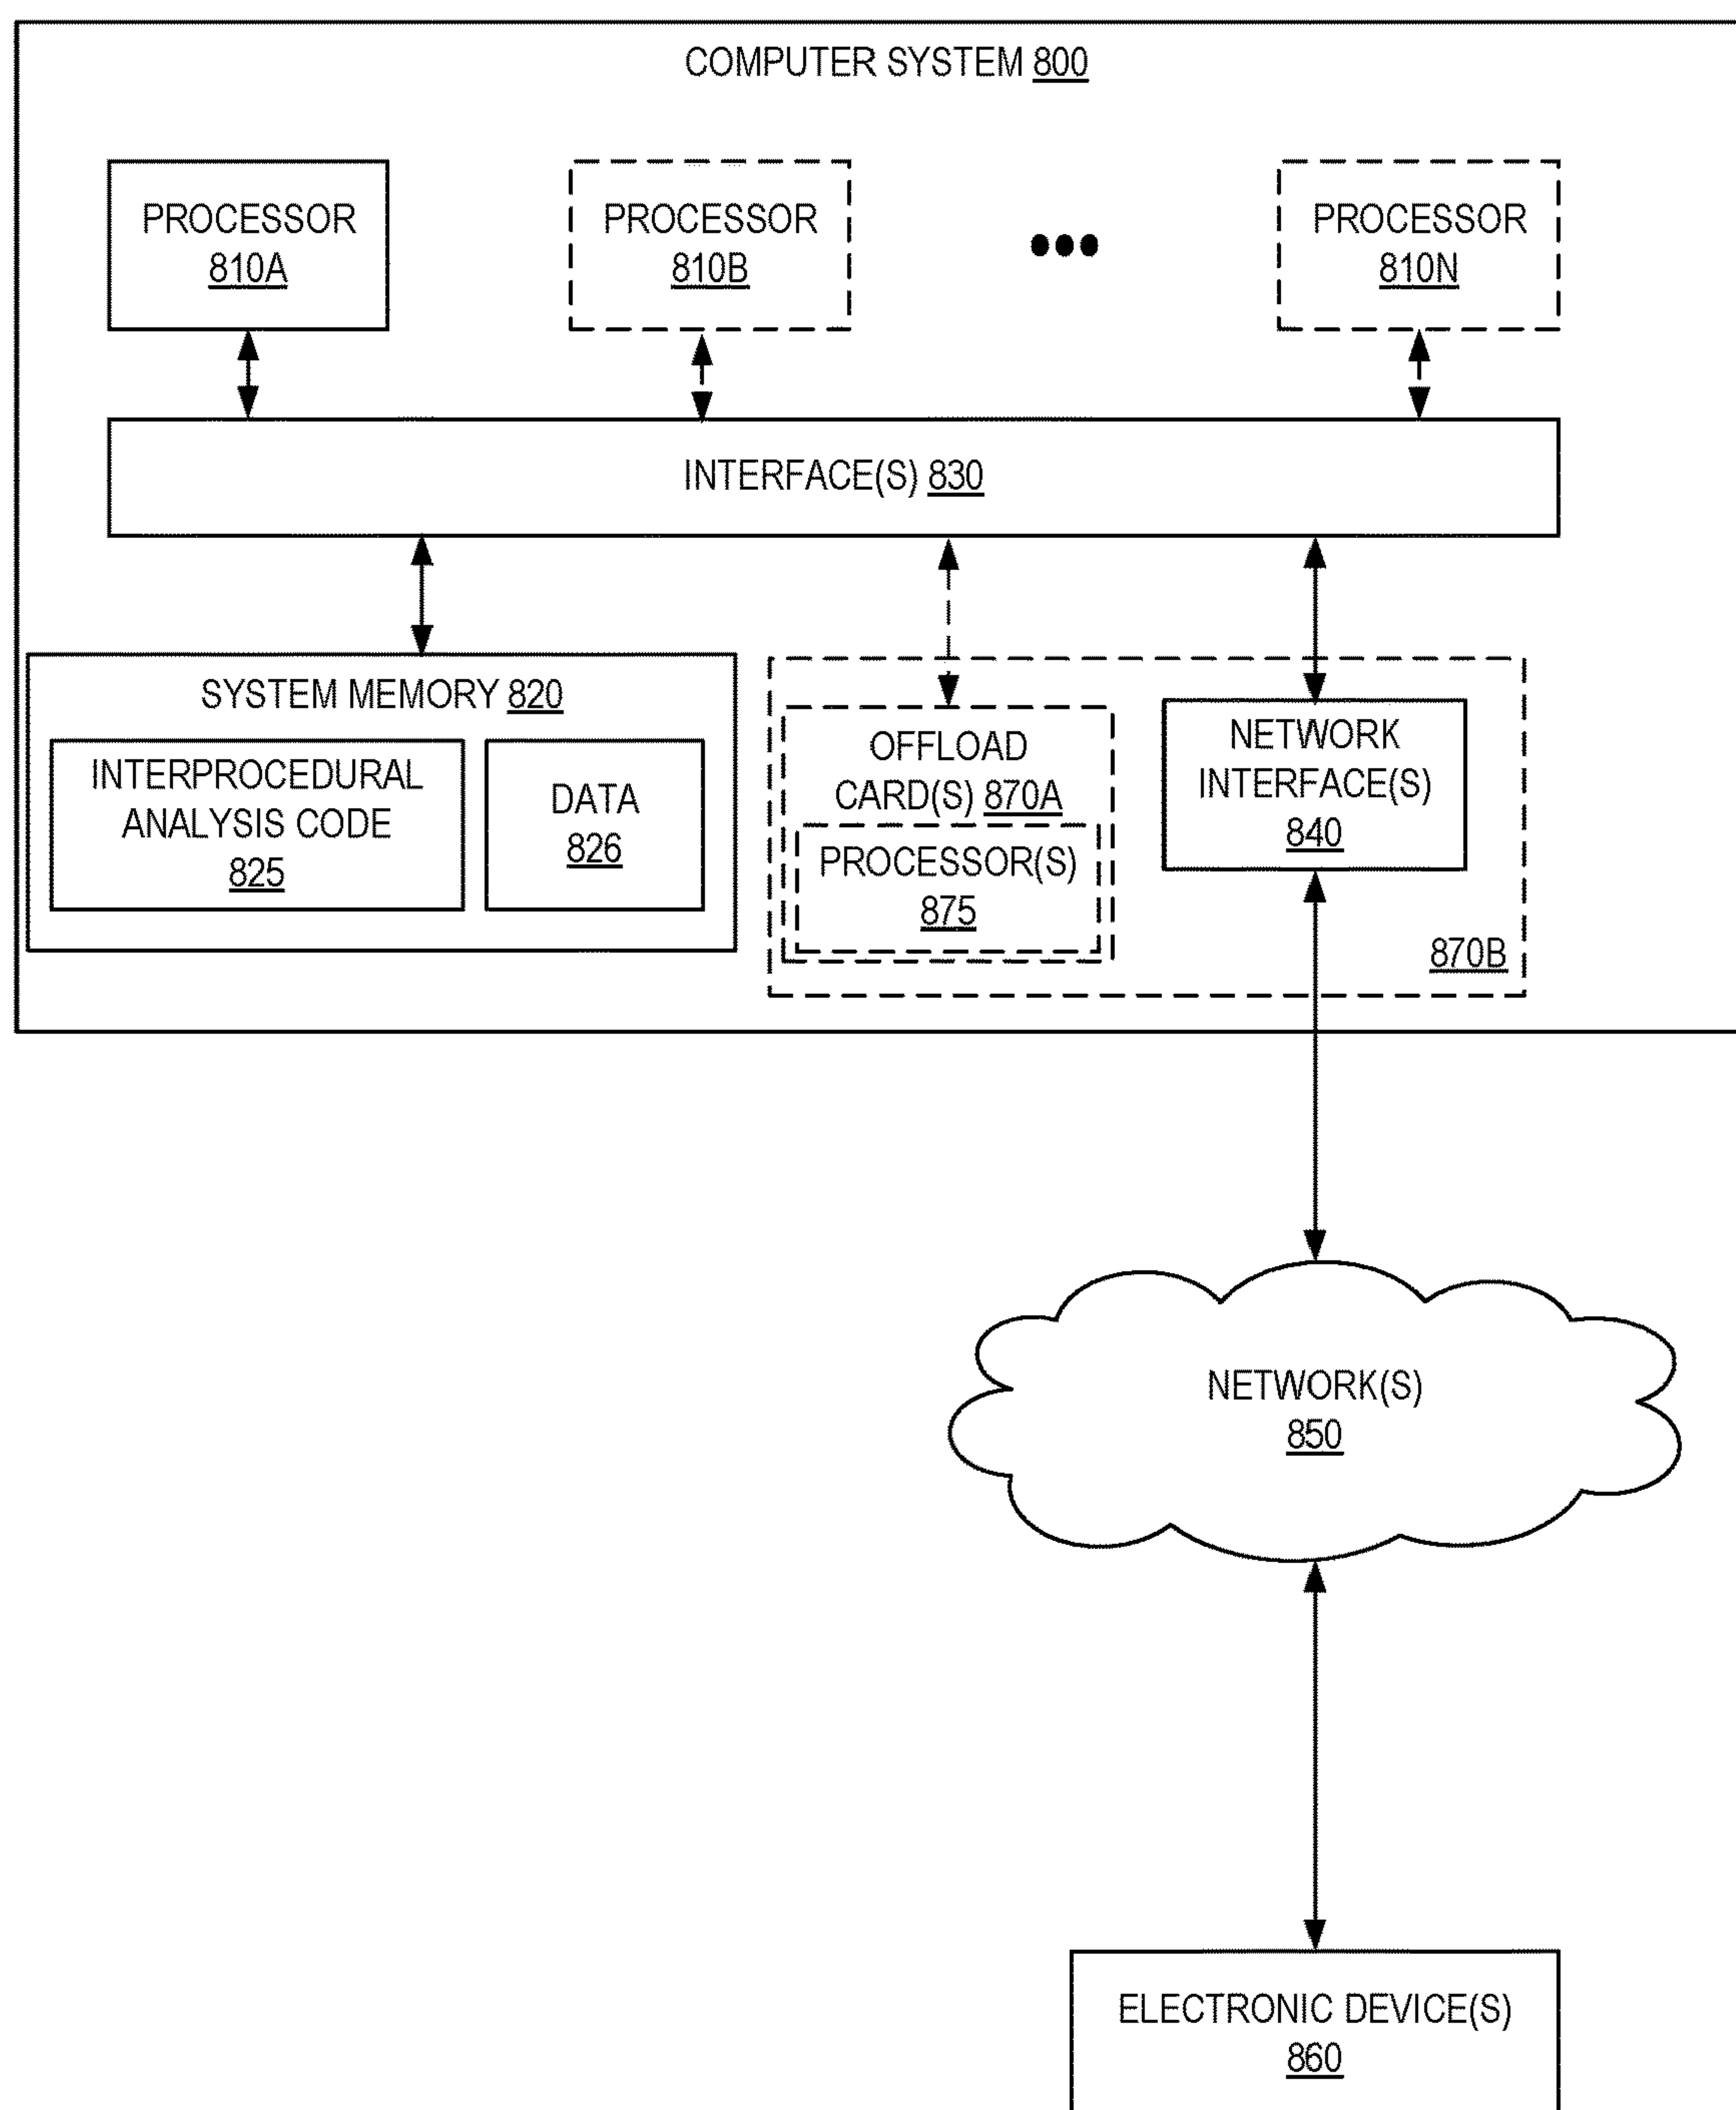 COMPUTER SYSTEM 800
PROCESSOR
810A
PROCESSOR
810B
PROCESSOR
810N
INTERFACE(S) 830
SYSTEM MEMORY 820
INTERPROCEDURAL
ANALYSIS CODE
825
DATA
826
OFFLOAD
CARD(S) 870A
PROCESSOR(S)
875
NETWORK
INTERFACE(S)
840
870B
NETWORK(S)
850
ELECTRONIC DEVICE(S)
860